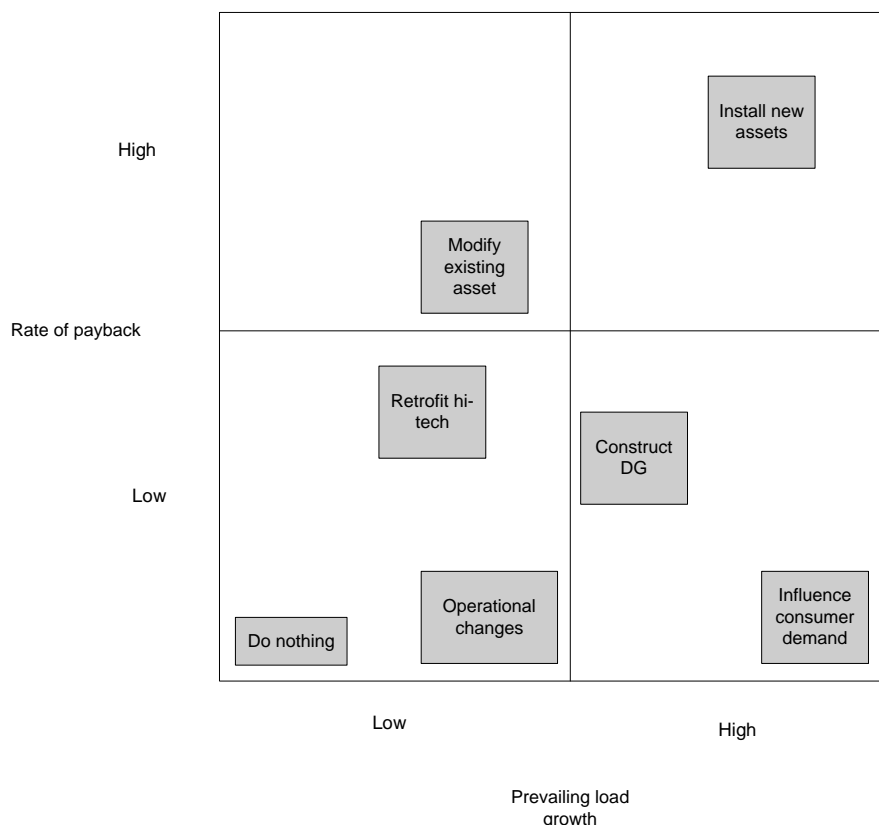 Install new
assets
High
Modify
existing
asset
Rate of payback
Retrofit hi-
tech
Construct
DG
Low
Operational
changes
Influence
consumer
demand
Do nothing
Low
High
Prevailing load
growth